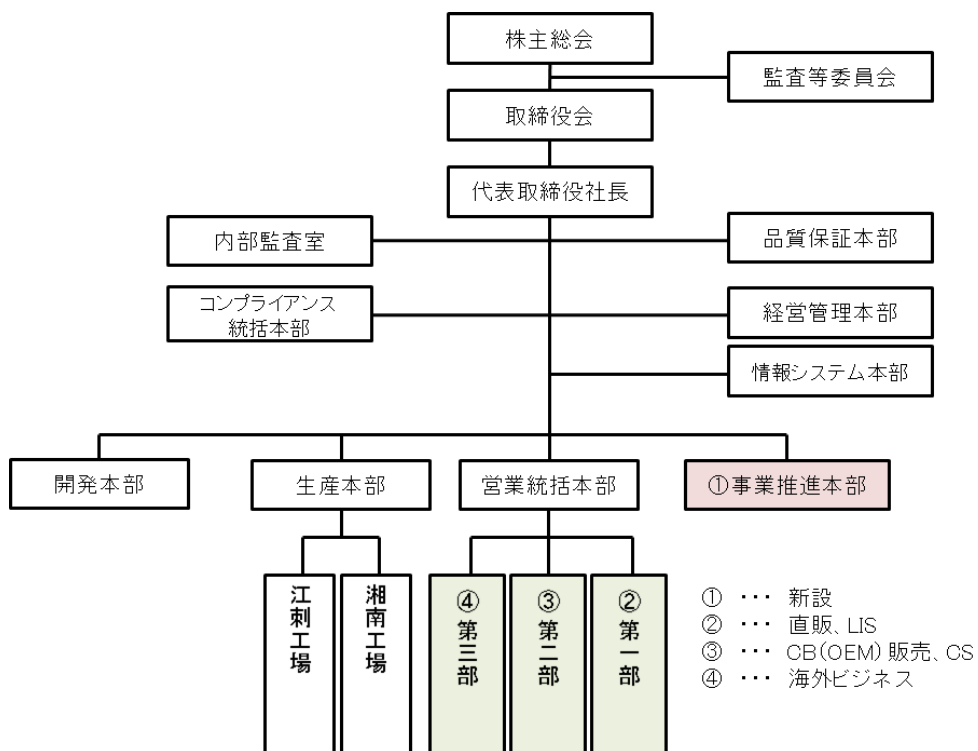 株主総会
監査等委員会
取締役会
代表取締役社長
内部監査室
品質保証本部
コンプライアンス
統括本部
経営管理本部
情報システム本部
開発本部
生産本部
営業統括本部
①事業推進本部
江刺工場
湘南工場
④第三部
③第二部
②第一部
① ・・・ 新設
② ・・・ 直販、LIS
③ ・・・ CB(OEM)販売、CS
④ ・・・ 海外ビジネス